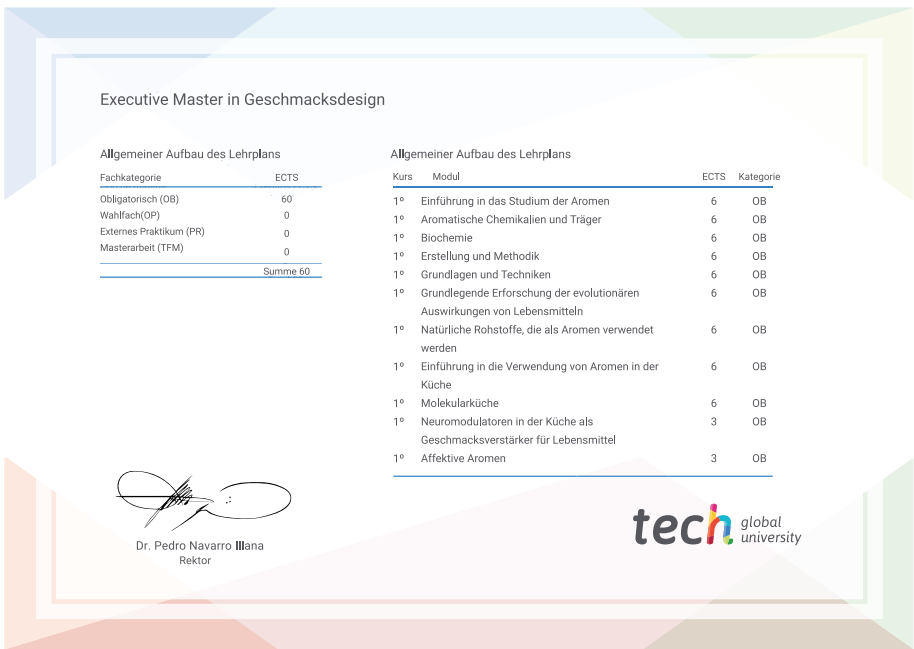 Executive Master in Geschmacksdesign
Allgemeiner Aufbau des Lehrplans
Fachkategorie ECTS
Obligatorisch (OB) 60
Wahlfach(OP) 0
Externes Praktikum (PR) 0
Masterarbeit (TFM) 0
Summe 60
Allgemeiner Aufbau des Lehrplans
Kurs Modul ECTS Kategorie
1º Einführung in das Studium der Aromen 6 OB
1º Aromatische Chemikalien und Träger 6 OB
1º Biochemie 6 OB
1º Erstellung und Methodik 6 OB
1º Grundlagen und Techniken 6 OB
1º Grundlegende Erforschung der evolutionären 6 OB
Auswirkungen von Lebensmitteln
1º Natürliche Rohstoffe, die als Aromen verwendet 6 OB
werden
1º Einführung in die Verwendung von Aromen in der 6 OB
Küche
1º Molekularküche 6 OB
1º Neuromodulatoren in der Küche als 3 OB
Geschmacksverstärker für Lebensmittel
1º Affektive Aromen 3 OB
Dr. Pedro Navarro Illana
Rektor
tech global
university